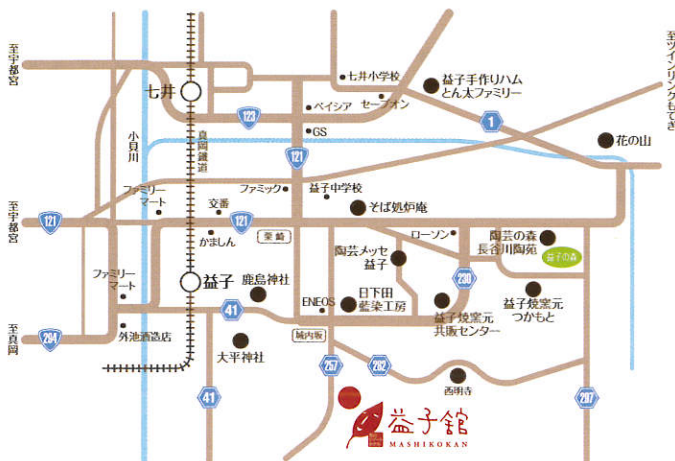 至宇都宮
七井
小貝川
真岡鐵道
123
七井小学校
セーブオン
ベイシア
GS
益子手作りハム
とん太ファミリー
1
至ツインリンクもてぎ
花の山
121
ファミック
益子中学校
そば処炉庵
至宇都宮
121
ファミリー
マート
交番
121
かましん
栗崎
陶芸メッセ
益子
ローソン
陶芸の森
長谷川陶苑
益子の森
230
ファミリー
マート
益子
鹿島神社
41
ENEOS
日下田
藍染工房
益子焼窯元
共販センター
益子焼窯元
つかもと
至真岡
294
外池酒造店
大平神社
城内坂
41
257
262
西明寺
297
益子舘
MASHIKOKAN